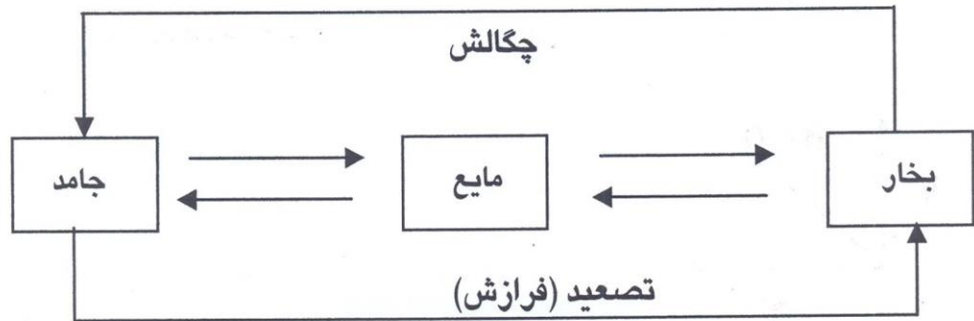 چگالش
بخار
مایع
جامد
تصعید (فرازش)